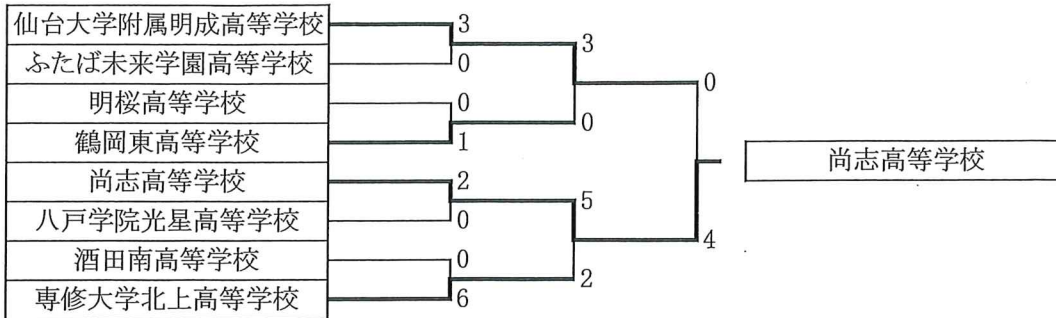 仙台大学附属明成高等学校 3
3
ふたば未来学園高等学校 0
0
明桜高等学校 0
0
鶴岡東高等学校 1
尚志高等学校
尚志高等学校 2
5
八戸学院光星高等学校 0
4
酒田南高等学校 0
2
専修大学北上高等学校 6